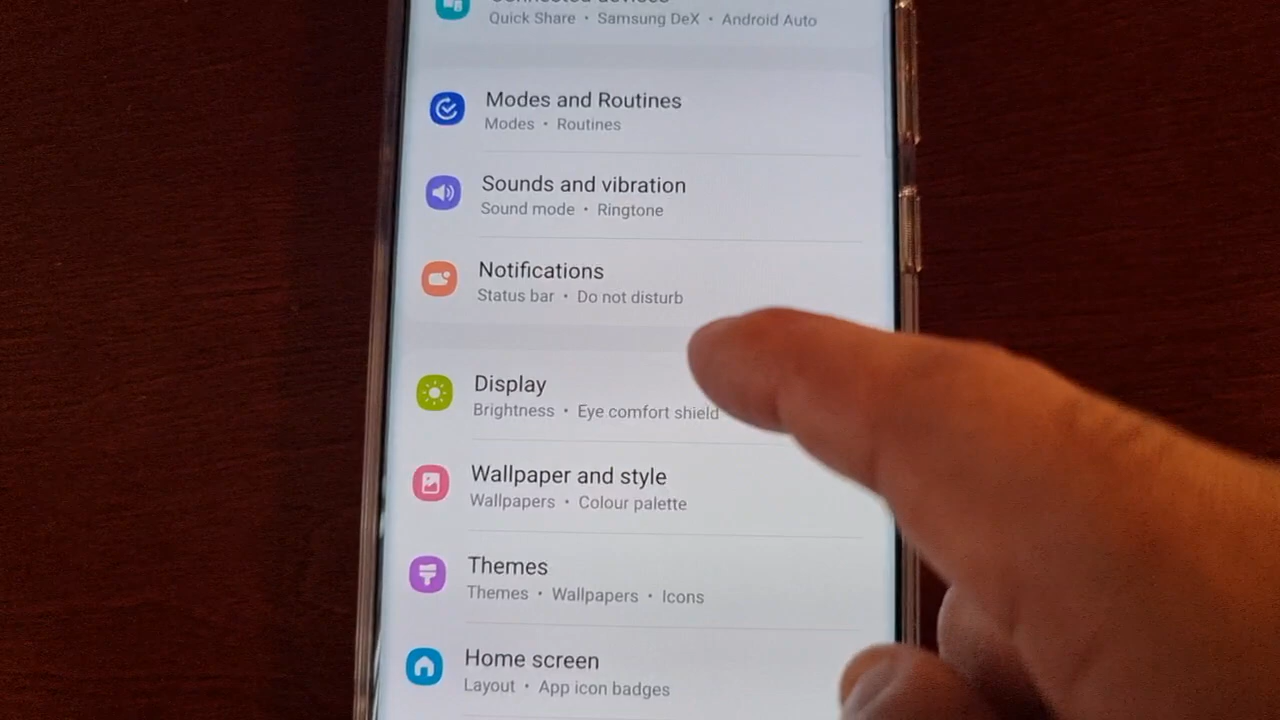 Connected devices
Quick Share • Samsung DeX • Android Auto
Modes and Routines
Modes • Routines
Sounds and vibration
Sound mode • Ringtone
Notifications
Status bar • Do not disturb
Display
Brightness • Eye comfort shield
Wallpaper and style
Wallpapers • Colour palette
Themes
Themes • Wallpapers • Icons
Home screen
Layout • App icon badges